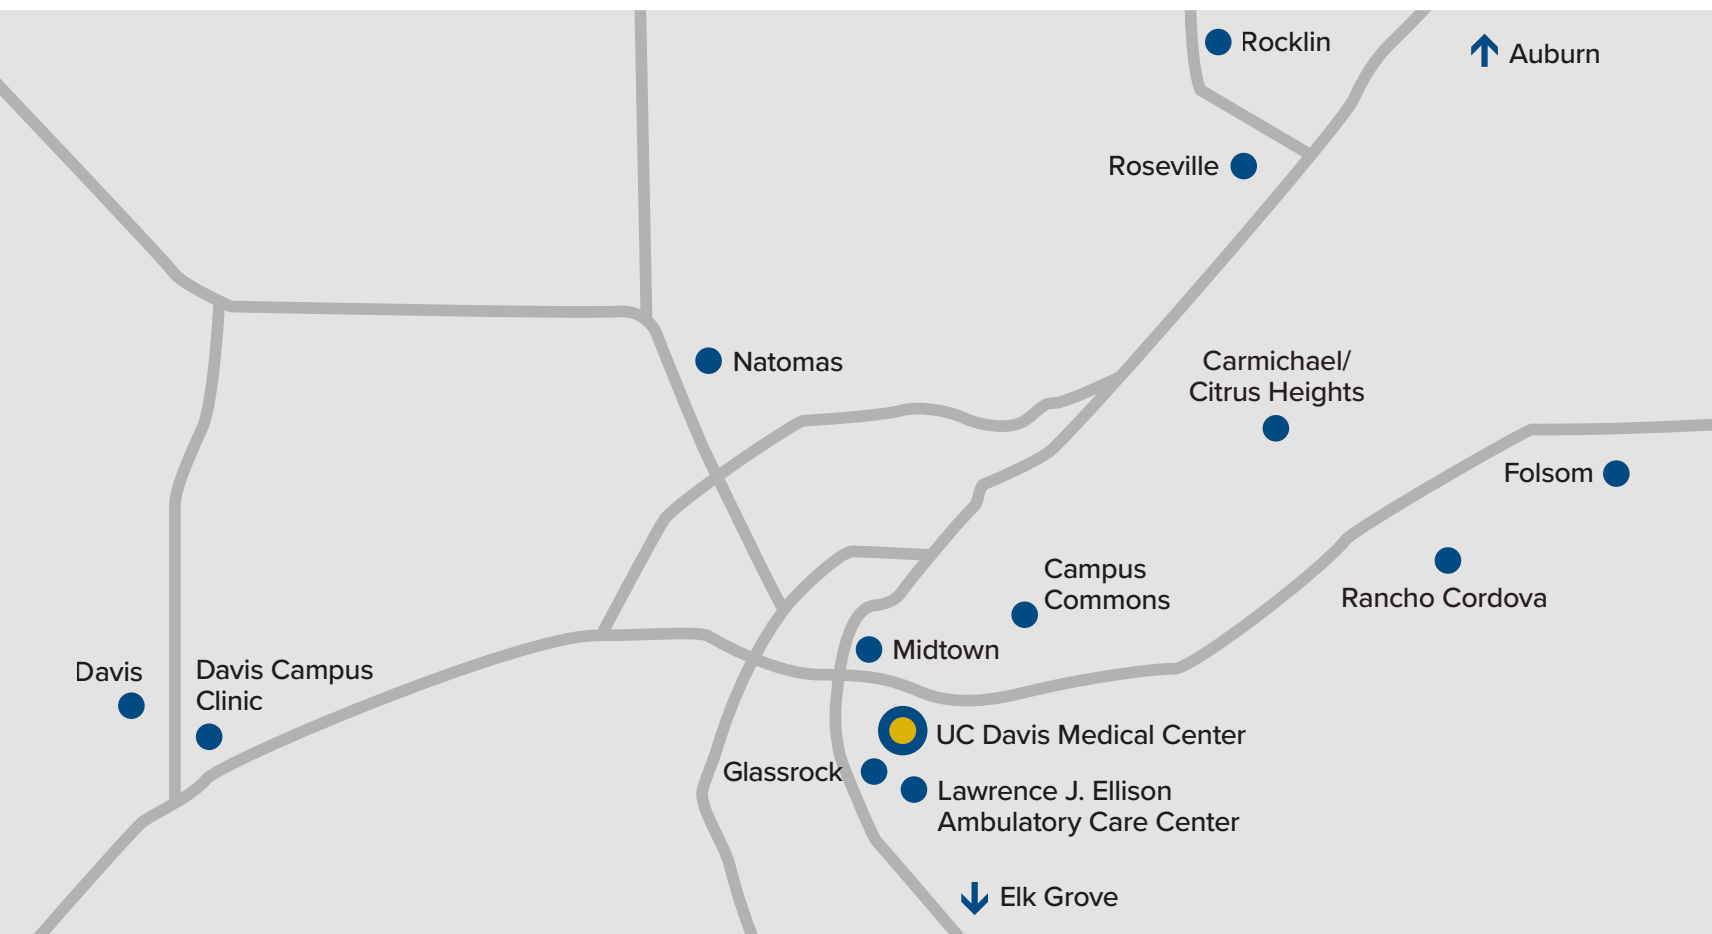 Rocklin
Auburn
Roseville
Natomas
Carmichael/
Citrus Heights
Folsom
Campus
Commons
Rancho Cordova
Midtown
Davis
Davis Campus
Clinic
UC Davis Medical Center
Glassrock
Lawrence J. Ellison
Ambulatory Care Center
Elk Grove